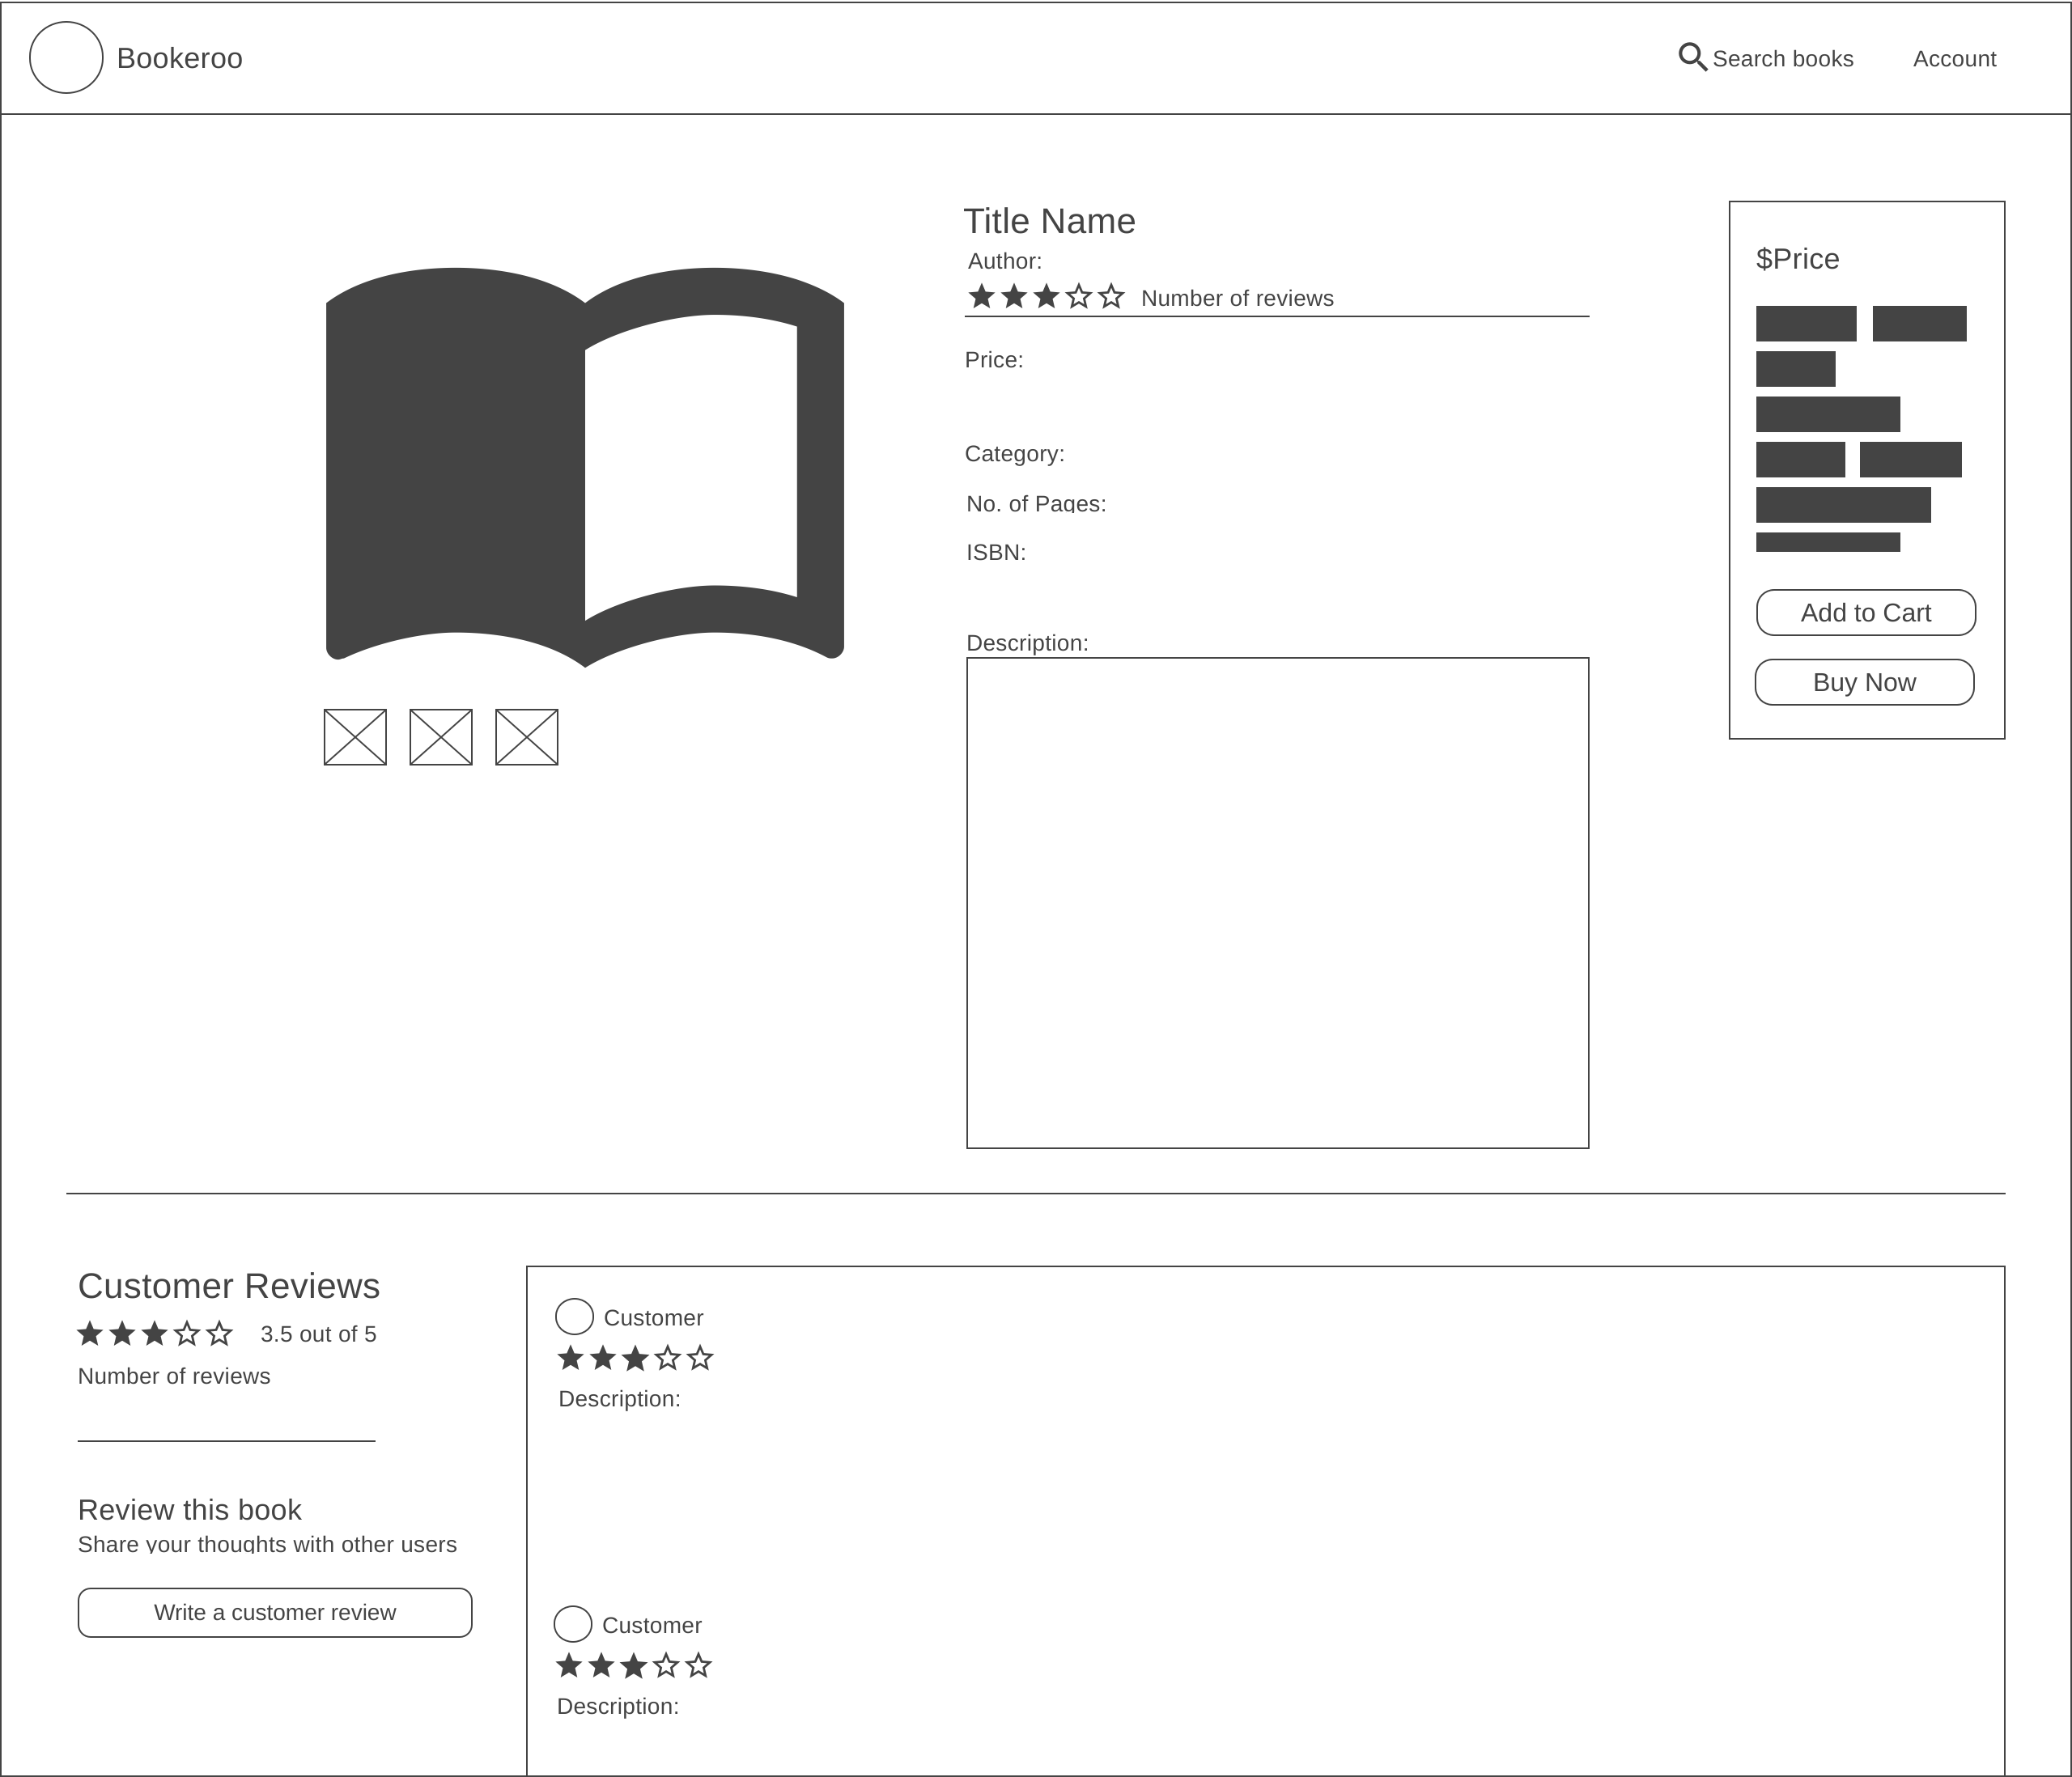 Bookeroo
Search books
Account
Title Name
Author:
Number of reviews
Price:
Category:
No. of Pages:
ISBN:
Description:
$Price
Add to Cart
Buy Now
Customer Reviews
3.5 out of 5
Number of reviews
Review this book
Share your thoughts with other users
Write a customer review
Customer
Description:
Customer
Description: